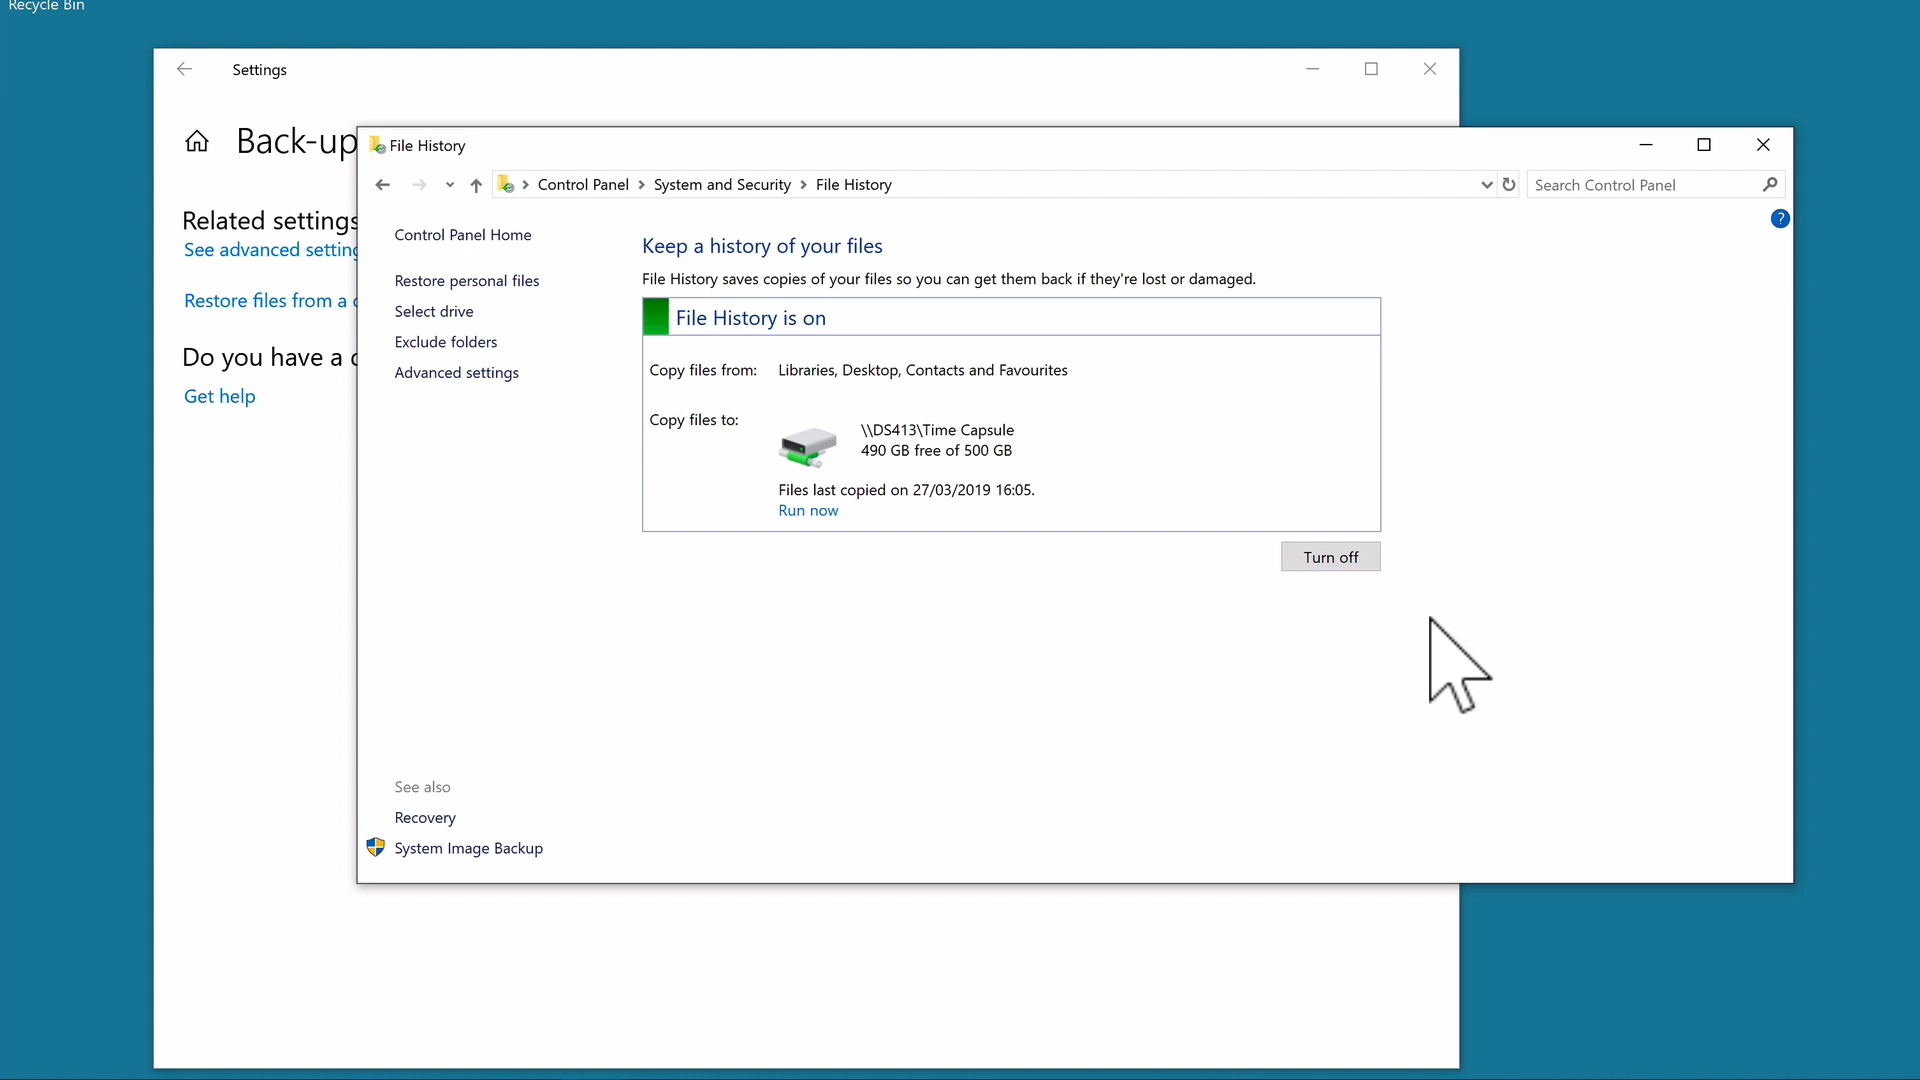 Recycle Bin
Settings
Back-up
Related settings
See advanced setting
Restore files from a
Do you have a
Get help
File History
Control Panel > System and Security > File History
Search Control Panel
?
Control Panel Home
Restore personal files
Select drive
Exclude folders
Advanced settings
Keep a history of your files
File History saves copies of your files so you can get them back if they're lost or damaged.
File History is on
Copy files from: Libraries, Desktop, Contacts and Favourites
Copy files to:
\\DS413\Time Capsule
490 GB free of 500 GB
Files last copied on 27/03/2019 16:05.
Run now
Turn off
See also
Recovery
System Image Backup